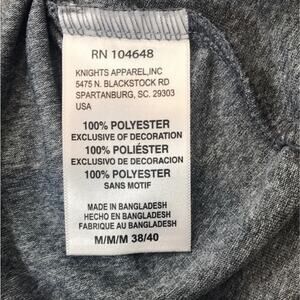 RN 104648
KNIGHTS APPAREL,INC
5475 N. BLACKSTOCK RD
SPARTANBURG, SC. 29303
USA
100% POLYESTER
EXCLUSIVE OF DECORATION
100% POLIÉSTER
EXCLUSIVO DE DECORACION
100% POLYESTER
SANS MOTIF
MADE IN BANGLADESH
HECHO EN BANGLADESH
FABRIQUE AU BANGLADESH
M/M/M 38/40